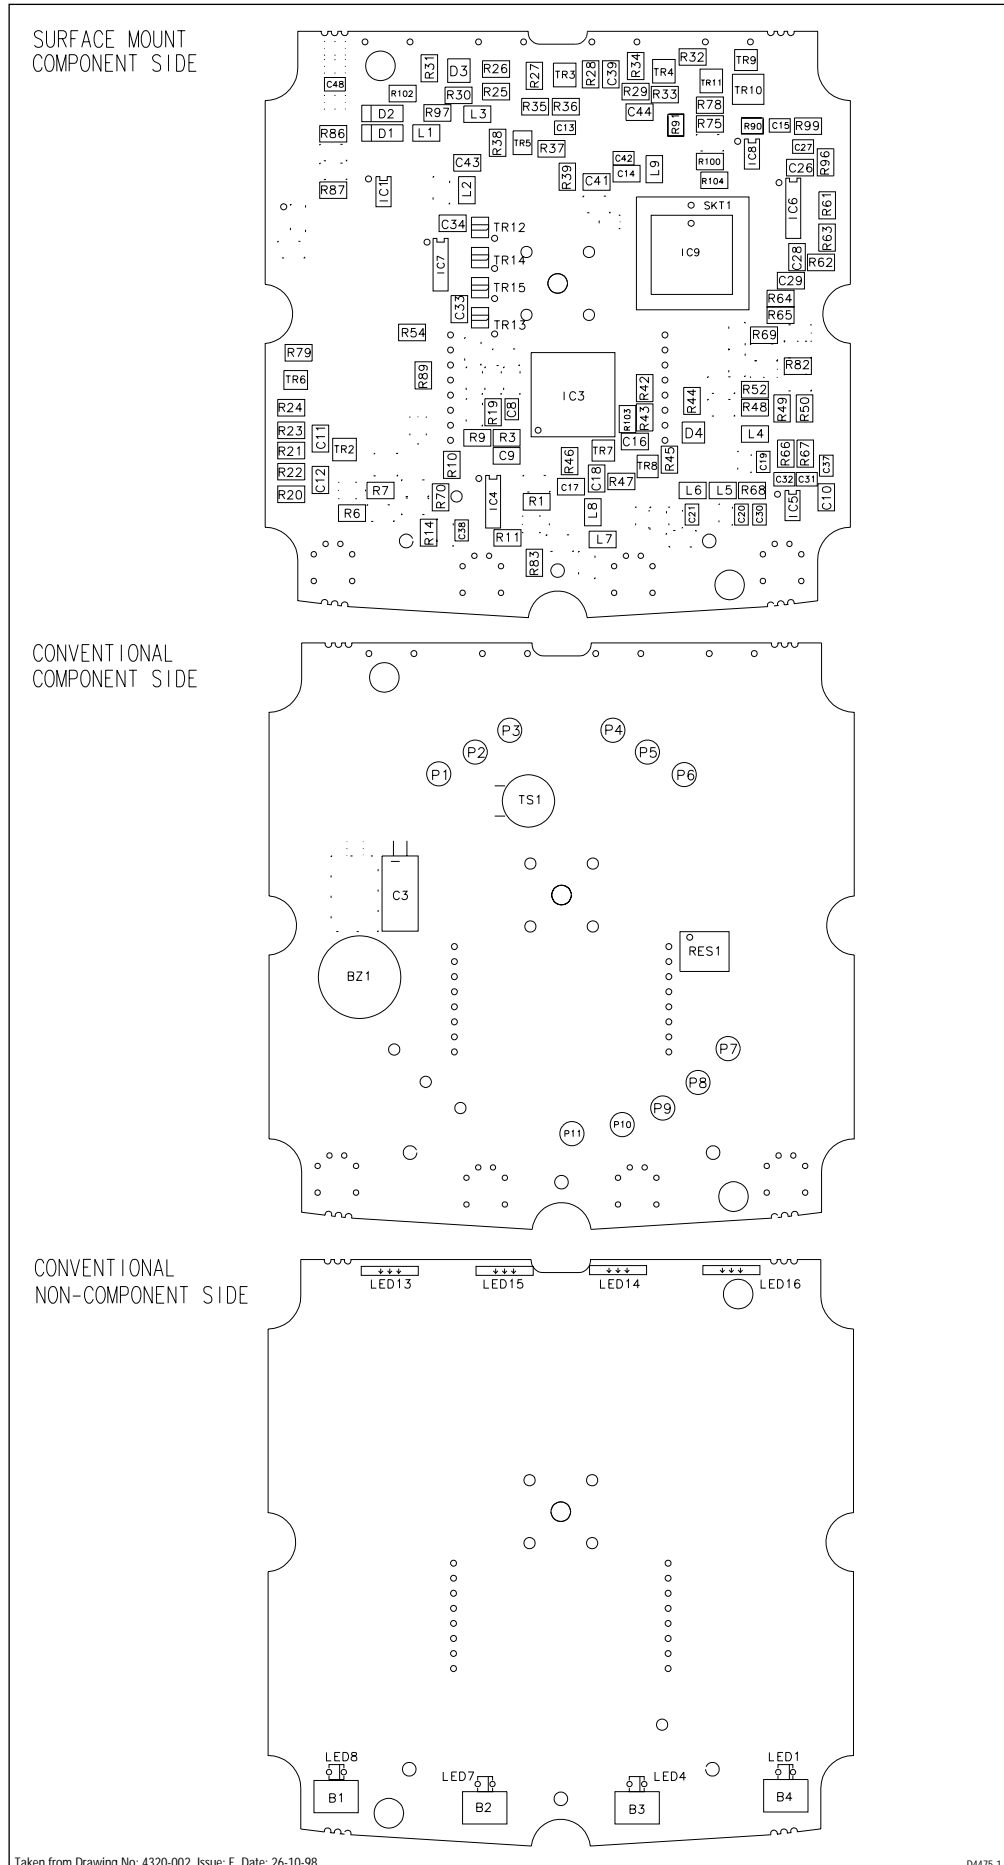 SURFACE MOUNT
COMPONENT SIDE
C48
R102
R31
D3
R26
R27
TR3
R28
C39
R34
TR4
R32
TR11
TR9
TR10
D2
R97
R30
R25
L3
R35
R36
R29
R33
C44
R78
R86
D1
L1
R38
TR5
C13
R37
R91
R75
R90
C15
R99
R87
IC1
C43
L2
R39
C41
C42
C14
L9
R100
R104
IC8
C27
C26
R96
C34
TR12
SKT1
IC6
R61
IC7
TR14
IC9
R63
C28
R62
C33
TR15
C29
R64
R54
TR13
R65
R69
R79
TR6
R89
IC3
R42
R44
R52
R82
R24
R19
C8
R103
R43
R48
R49
R50
R23
C11
TR2
R9
R3
C16
D4
L4
R21
R10
C9
R46
TR7
TR8
R45
C19
R66
R67
C37
R22
C12
R7
R70
IC4
R1
C17
C18
R47
L6
L5
R68
C32
C31
R20
R6
R14
C38
R11
L8
C21
C20
C30
IC5
C10
R83
L7
CONVENTIONAL
COMPONENT SIDE
P3
P4
P2
P5
P1
P6
TS1
C3
RES1
BZ1
P7
P8
P9
P10
P11
CONVENTIONAL
NON-COMPONENT SIDE
LED13
LED15
LED14
LED16
LED8
LED7
LED4
LED1
B1
B2
B3
B4
Taken from Drawing No: 4320-002, Issue: F, Date: 26-10-98